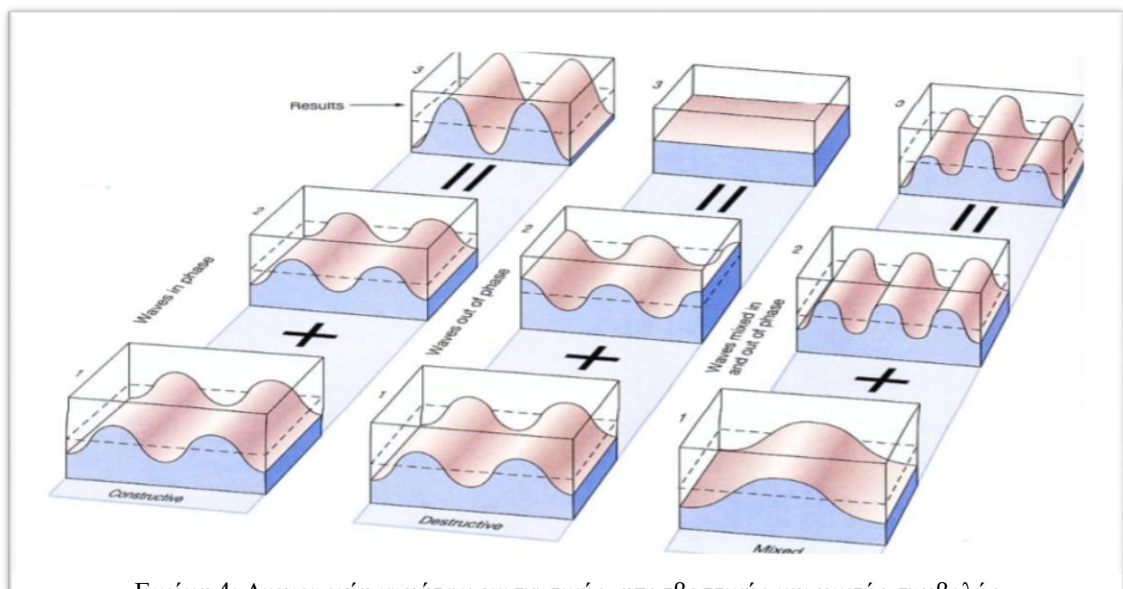 3
3
3
Results
2
2
2
Waves in phase
Waves out of phase
Waves mixed in
and out of phase
1
1
1
Constructive
Destructive
Mixed